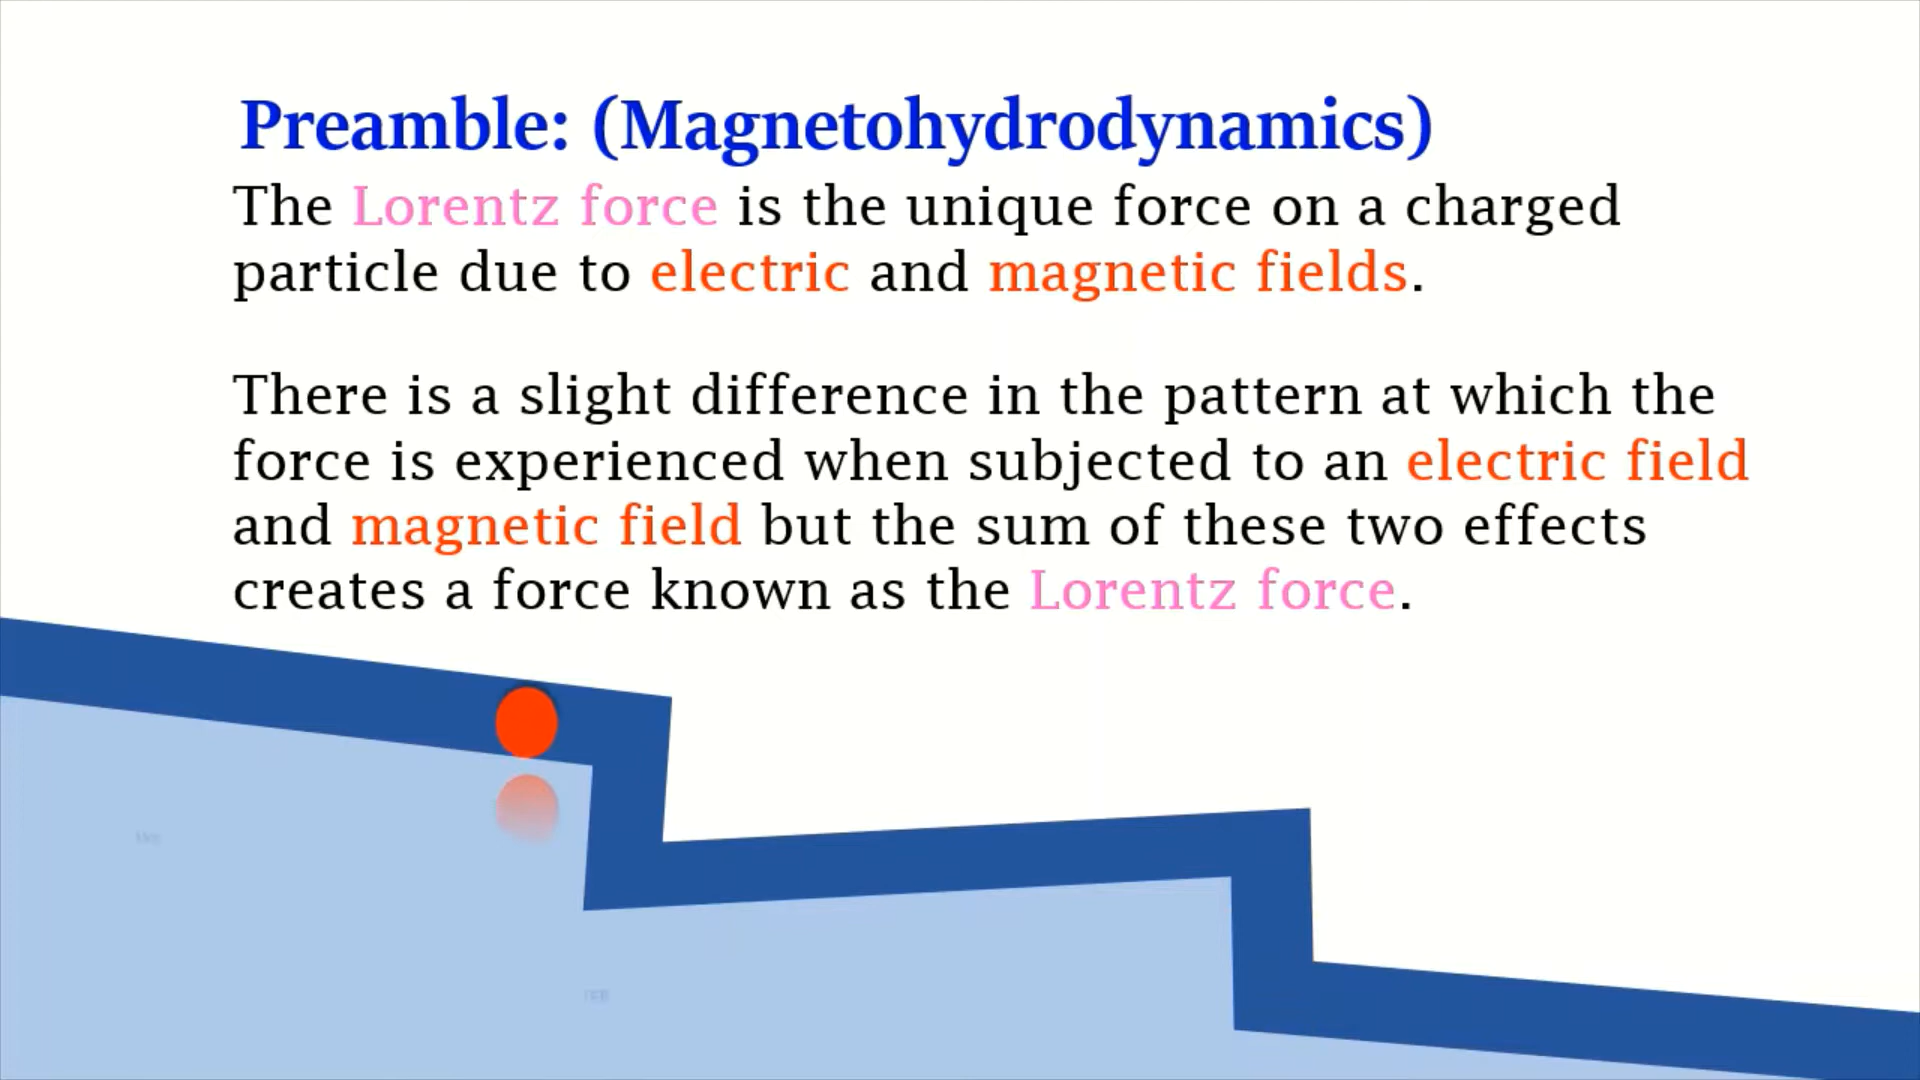 Preamble: (Magnetohydrodynamics)
The Lorentz force is the unique force on a charged
particle due to electric and magnetic fields.
There is a slight difference in the pattern at which the
force is experienced when subjected to an electric field
and magnetic field but the sum of these two effects
creates a force known as the Lorentz force.